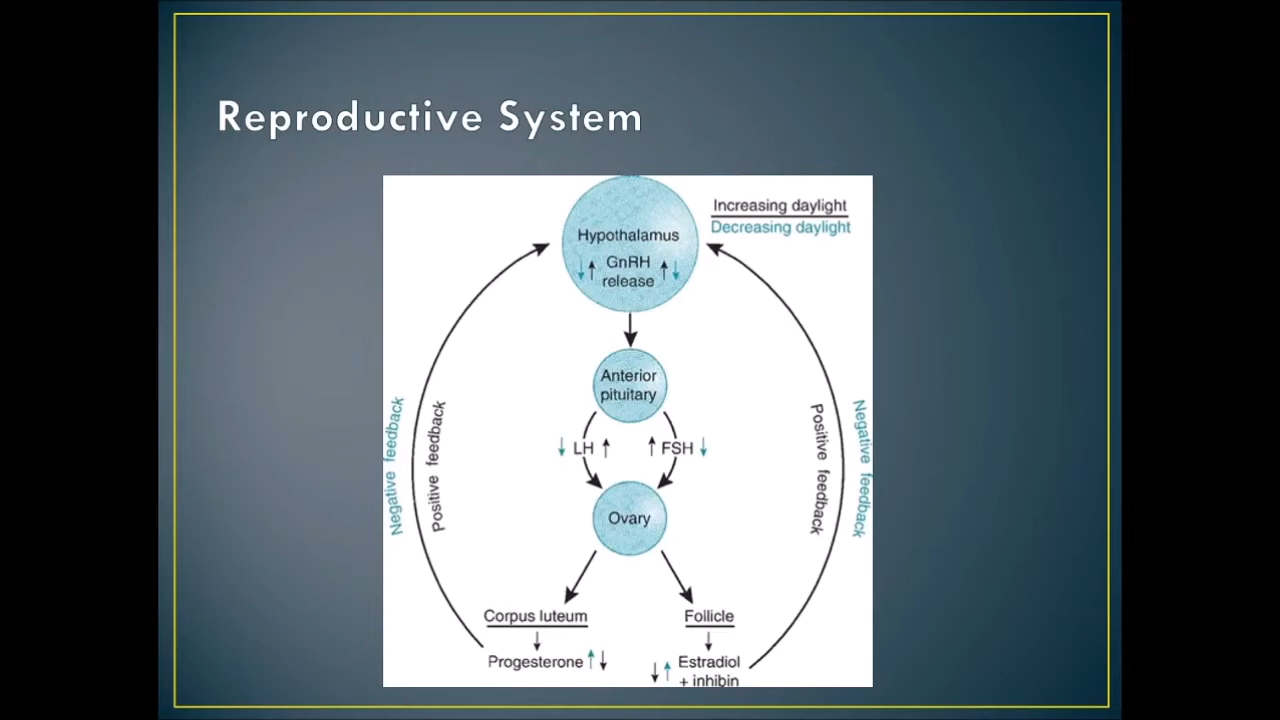 Reproductive System
Increasing daylight
Decreasing daylight
Hypothalamus
↓↑ GnRH ↑↓
release
Anterior
pituitary
Negative feedback
Positive feedback
Positive feedback
Negative feedback
↓ LH ↑
↑ FSH ↓
Ovary
Corpus luteum
Follicle
Progesterone ↑↓
↓↑ Estradiol
+ inhibin